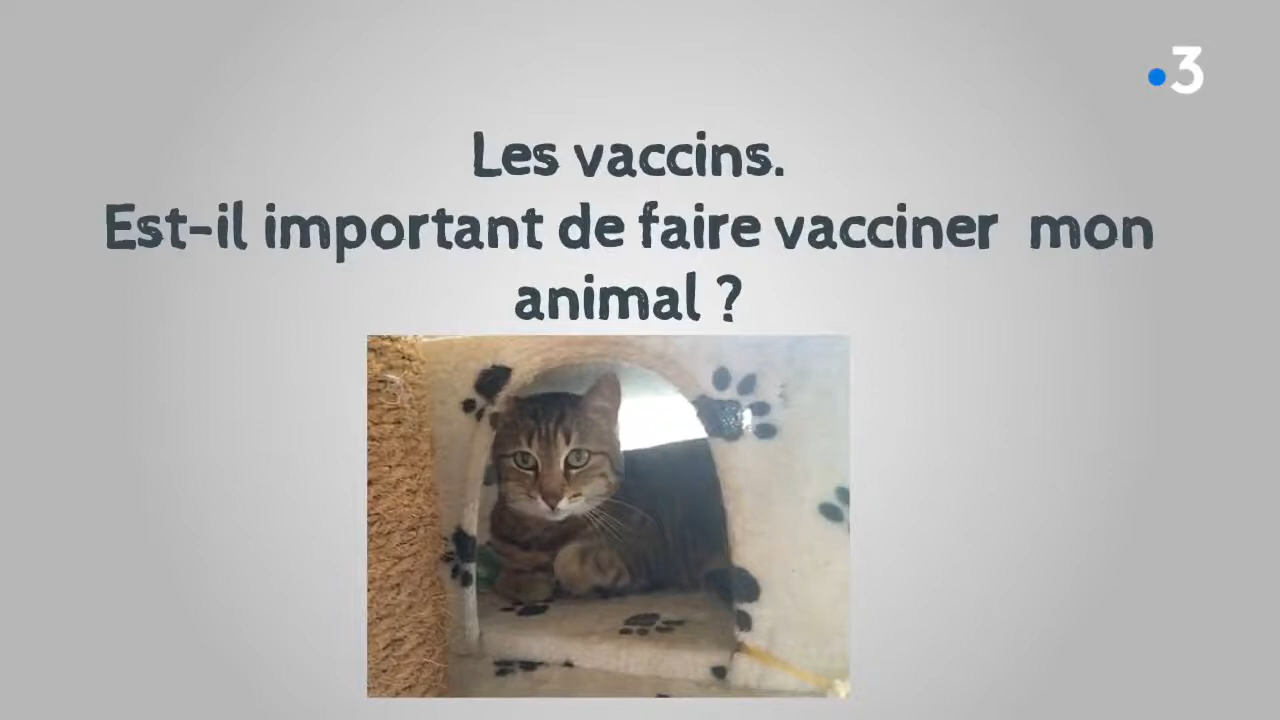 3
Les vaccins.
Est-il important de faire vacciner mon
animal ?